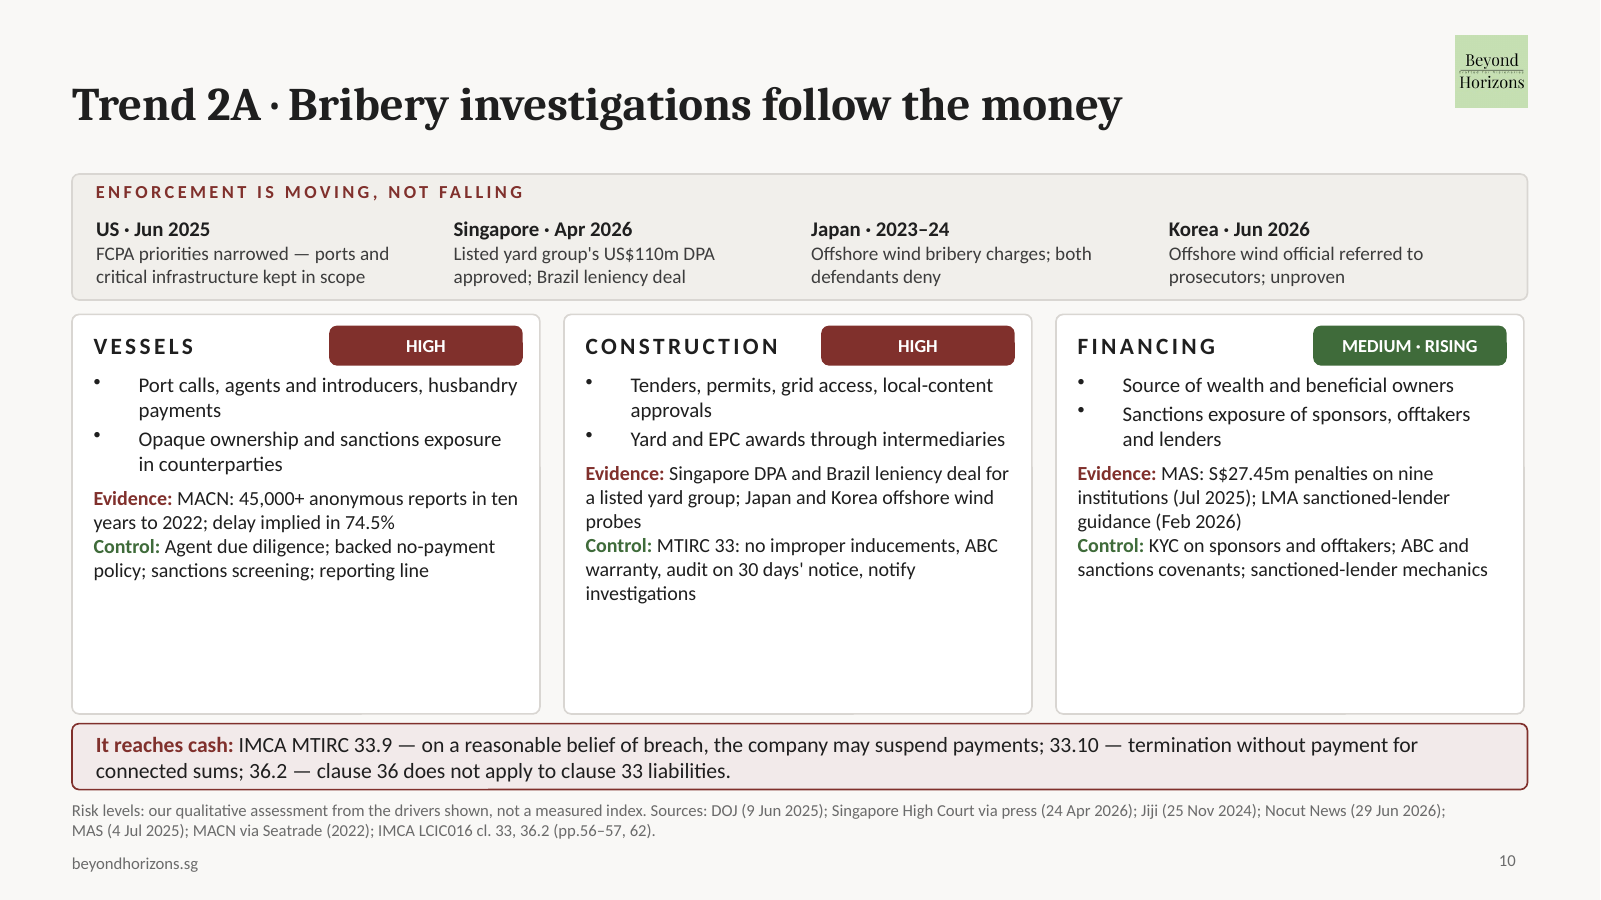 Beyond
Horizons
Trend 2A · Bribery investigations follow the money
ENFORCEMENT IS MOVING, NOT FALLING
US · Jun 2025
FCPA priorities narrowed — ports and
critical infrastructure kept in scope
Singapore · Apr 2026
Listed yard group's US$110m DPA
approved; Brazil leniency deal
Japan · 2023–24
Offshore wind bribery charges; both
defendants deny
Korea · Jun 2026
Offshore wind official referred to
prosecutors; unproven
VESSELS
HIGH
• Port calls, agents and introducers, husbandry
payments
• Opaque ownership and sanctions exposure
in counterparties
Evidence: MACN: 45,000+ anonymous reports in ten
years to 2022; delay implied in 74.5%
Control: Agent due diligence; backed no-payment
policy; sanctions screening; reporting line
CONSTRUCTION
HIGH
• Tenders, permits, grid access, local-content
approvals
• Yard and EPC awards through intermediaries
Evidence: Singapore DPA and Brazil leniency deal for
a listed yard group; Japan and Korea offshore wind
probes
Control: MTIRC 33: no improper inducements, ABC
warranty, audit on 30 days' notice, notify
investigations
FINANCING
MEDIUM · RISING
• Source of wealth and beneficial owners
• Sanctions exposure of sponsors, offtakers
and lenders
Evidence: MAS: S$27.45m penalties on nine
institutions (Jul 2025); LMA sanctioned-lender
guidance (Feb 2026)
Control: KYC on sponsors and offtakers; ABC and
sanctions covenants; sanctioned-lender mechanics
It reaches cash: IMCA MTIRC 33.9 — on a reasonable belief of breach, the company may suspend payments; 33.10 — termination without payment for
connected sums; 36.2 — clause 36 does not apply to clause 33 liabilities.
Risk levels: our qualitative assessment from the drivers shown, not a measured index. Sources: DOJ (9 Jun 2025); Singapore High Court via press (24 Apr 2026); Jiji (25 Nov 2024); Nocut News (29 Jun 2026);
MAS (4 Jul 2025); MACN via Seatrade (2022); IMCA LCIC016 cl. 33, 36.2 (pp.56–57, 62).
beyondhorizons.sg
10